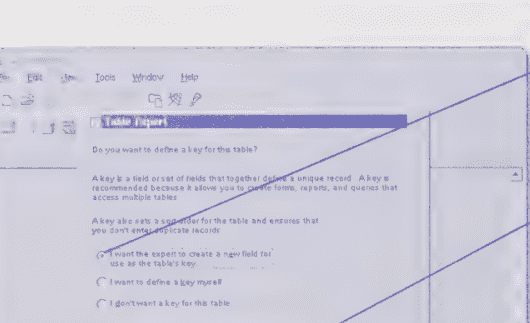 Edit Tools Window Help
Table Expert
Do you want to define a key for this table?
A key is a field or set of fields that together define a unique record. A key is
recommended because it allows you to create forms, reports, and queries that
access multiple tables
A key also sets a sort order for the table and ensures that
you don't enter duplicate records
I want the expert to create a new field for
use as the table's key
I want to define a key myself
I don't want a key for this table